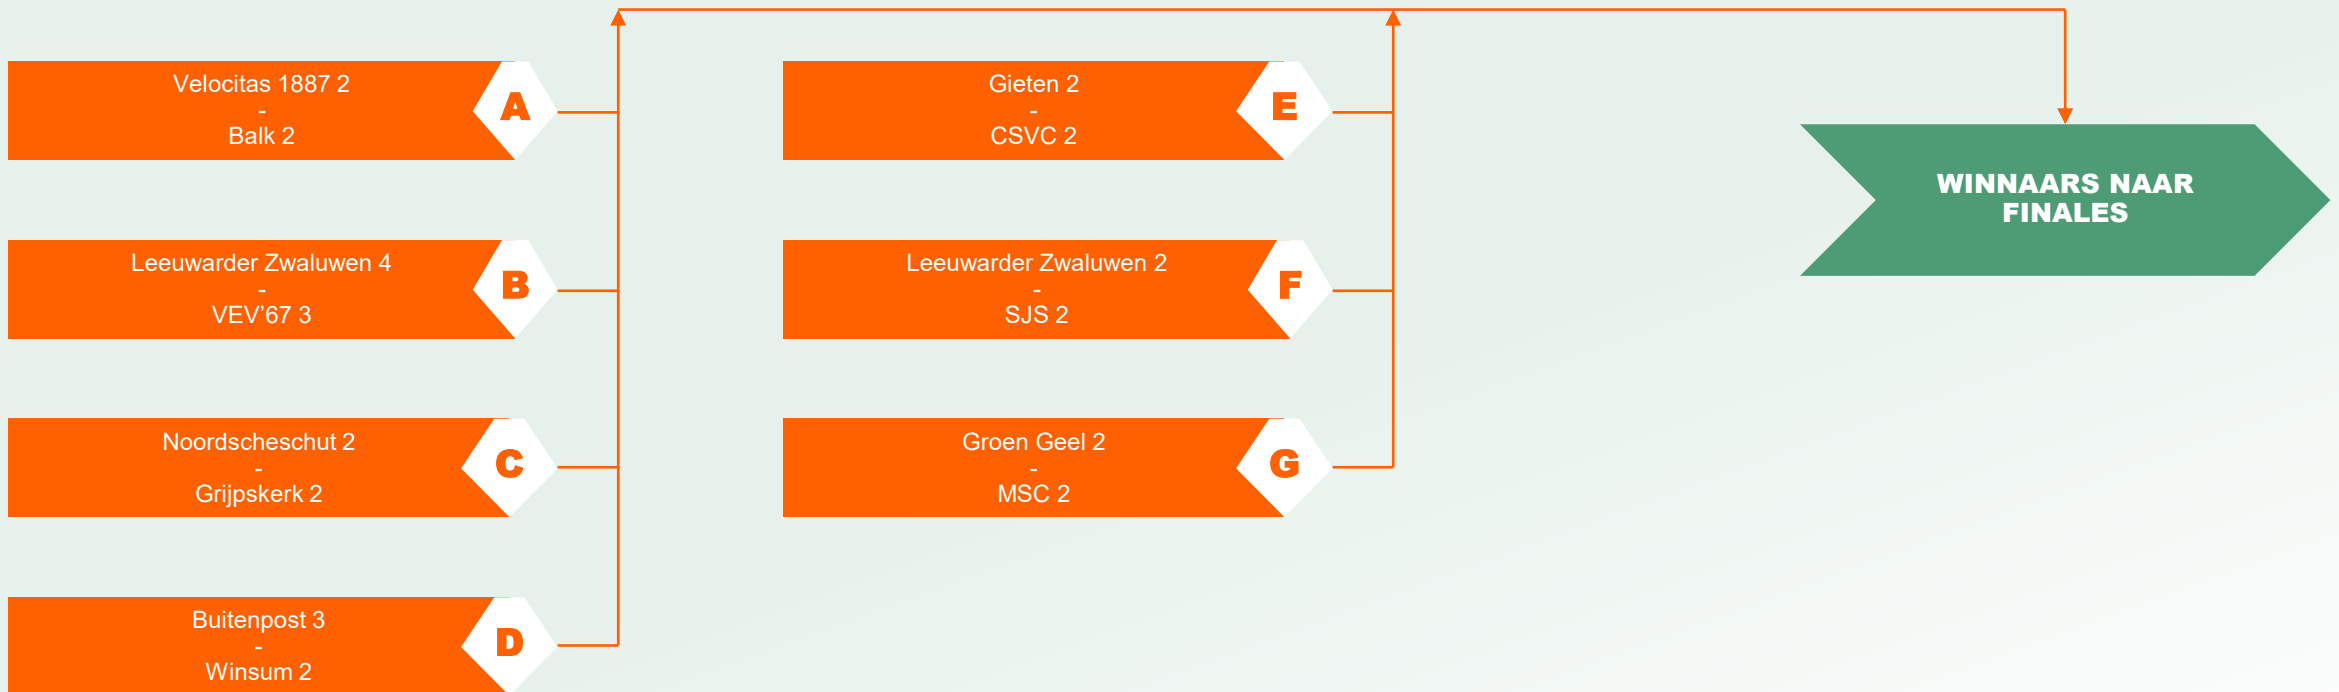 Velocitas 1887 2
-
Balk 2
A
Leeuwarder Zwaluwen 4
-
VEV’67 3
B
Noordscheschut 2
-
Grijpskerk 2
C
Buitenpost 3
-
Winsum 2
D
Gieten 2
-
CSVC 2
E
Leeuwarder Zwaluwen 2
-
SJS 2
F
Groen Geel 2
-
MSC 2
G
WINNAARS NAAR
FINALES